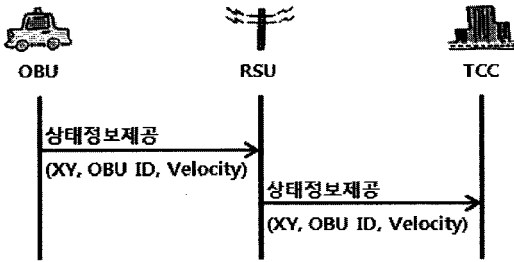 OBU
RSU
TCC
상태정보제공
(XY, OBU ID, Velocity)
상태정보제공
(XY, OBU ID, Velocity)